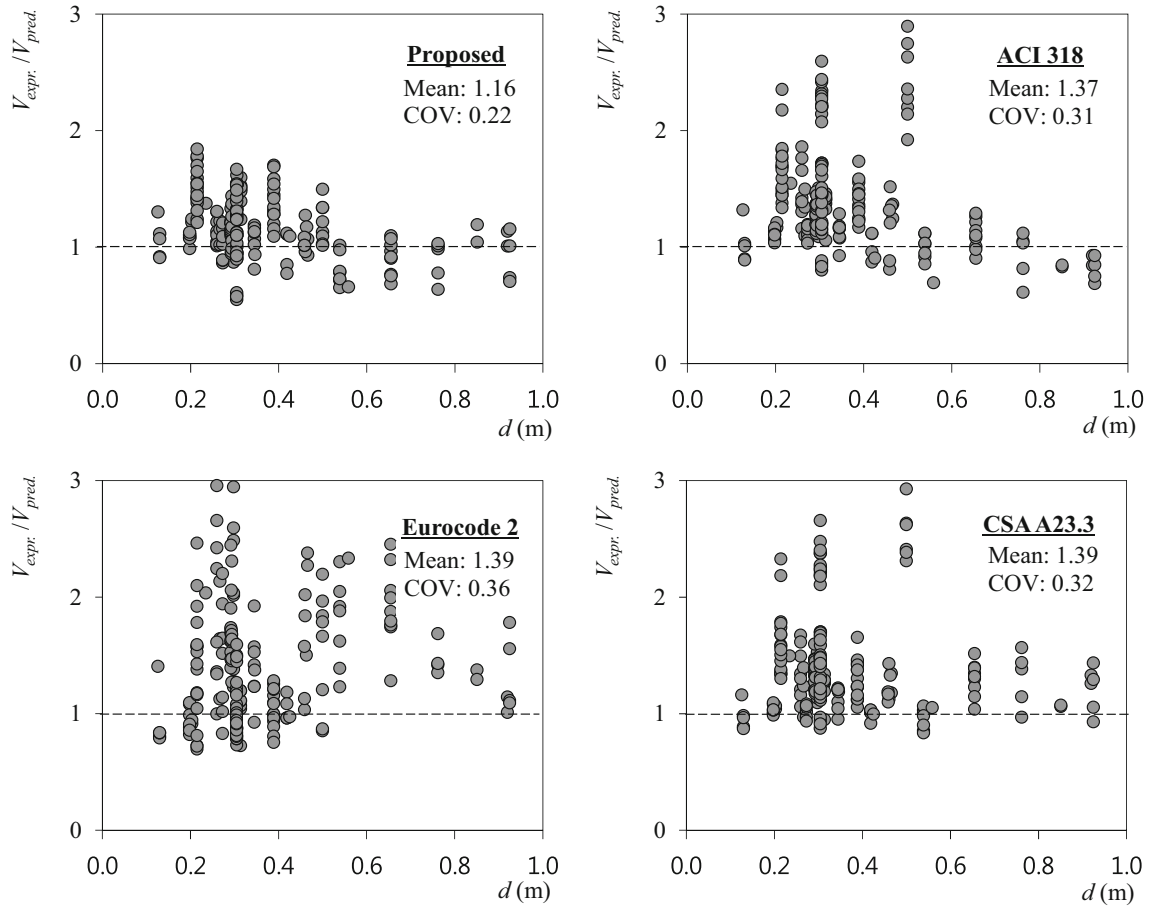 3
2
1
0
V_expr. / V_pred.
Proposed
Mean: 1.16
COV: 0.22
0.0 0.2 0.4 0.6 0.8 1.0
d (m)
3
2
1
0
V_expr. / V_pred.
ACI 318
Mean: 1.37
COV: 0.31
0.0 0.2 0.4 0.6 0.8 1.0
d (m)
3
2
1
0
V_expr. / V_pred.
Eurocode 2
Mean: 1.39
COV: 0.36
0.0 0.2 0.4 0.6 0.8 1.0
d (m)
3
2
1
0
V_expr. / V_pred.
CSA A23.3
Mean: 1.39
COV: 0.32
0.0 0.2 0.4 0.6 0.8 1.0
d (m)